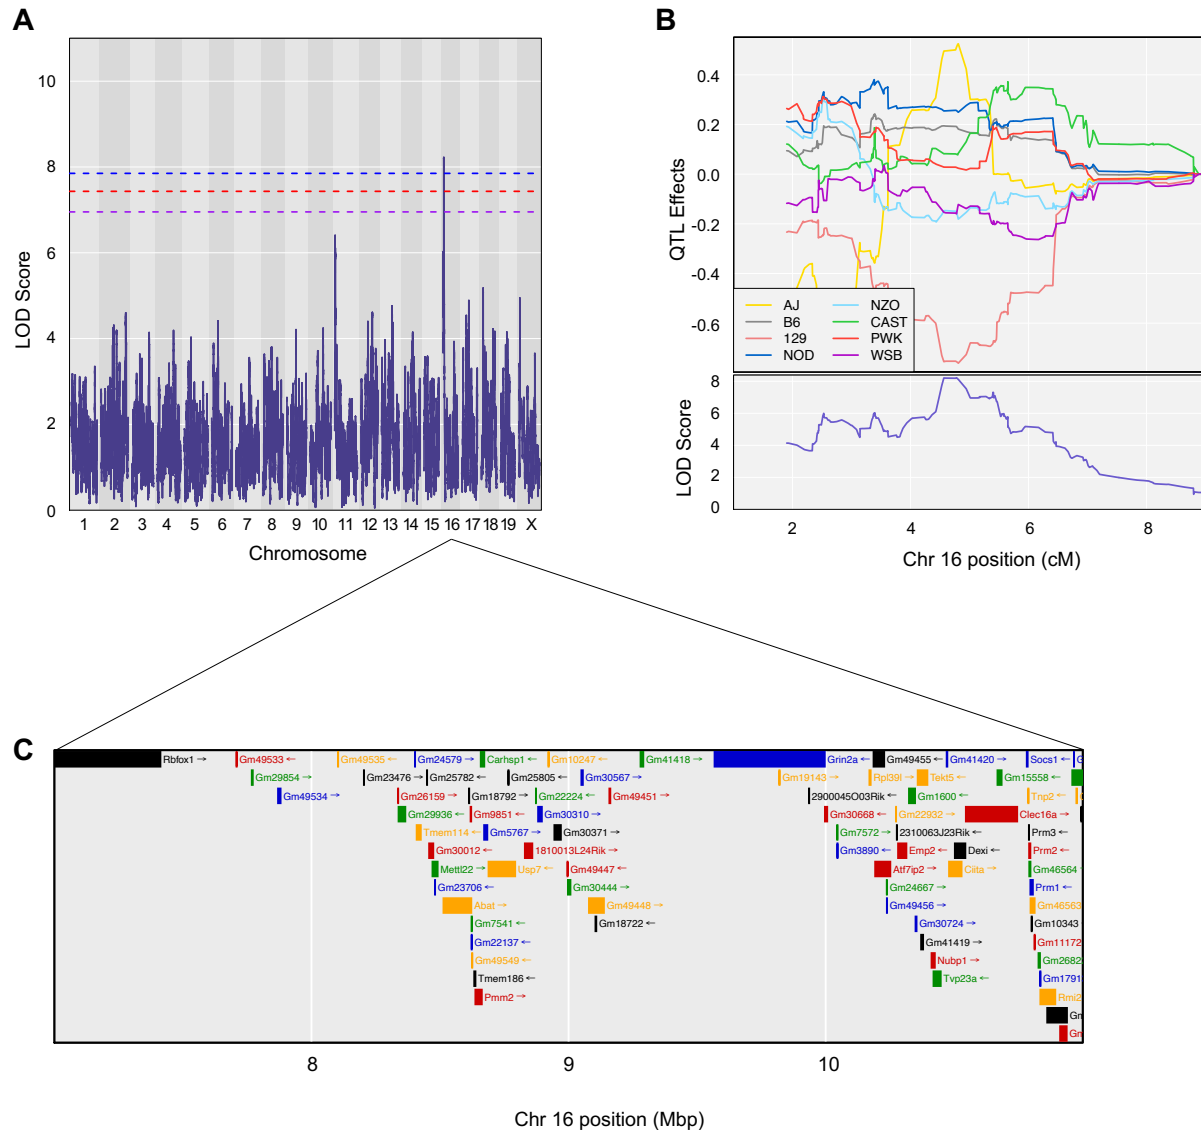 A
B
10
8
6
4
2
0
LOD Score
1 2 3 4 5 6 7 8 9 10 11 12 13 14 15 16 17 18 19 X
Chromosome
0.4
0.2
0.0
-0.2
-0.4
-0.6
QTL Effects
AJ NZO
B6 CAST
129 PWK
NOD WSB
8
6
4
2
0
LOD Score
2 4 6 8
Chr 16 position (cM)
C
Rbfox1→ Gm49533← Gm49535← Gm24579→ Carhsp1← Gm10247← Gm41418→ Grin2a← Gm49455← Gm41420→ Socs1← G
Gm29854← Gm23476← Gm25782← Gm25805← Gm30567← Gm19143← Rpl39l← Tekt5← Gm15558←
Gm49534→ Gm26159← Gm18792← Gm22224← Gm49451← 2900045O03Rik Gm1600← Tnp2←
Gm29936← Gm9851← Gm30310← Gm30668← Gm22932← Clec16a→
Tmem114← Gm5767→ Gm30371→ Gm7572→ 2310063J23Rik Prm3←
Gm30012← 1810013L24Rik Gm3890← Emp2← Dexi← Prm2←
Mettl22→ Usp7← Gm49447← Atf7ip2→ Ciita→ Gm46564
Gm23706← Gm30444← Gm24667← Prm1←
Abat→ Gm49448← Gm49456→ Gm46563
Gm7541← Gm18722← Gm30724→ Gm10343
Gm22137← Gm41419→ Gm11172
Gm49549← Nubp1→ Gm2682
Tmem186← Tvp23a← Gm1791
Pmm2→ Rmi2
Gm
Gm
8 9 10
Chr 16 position (Mbp)